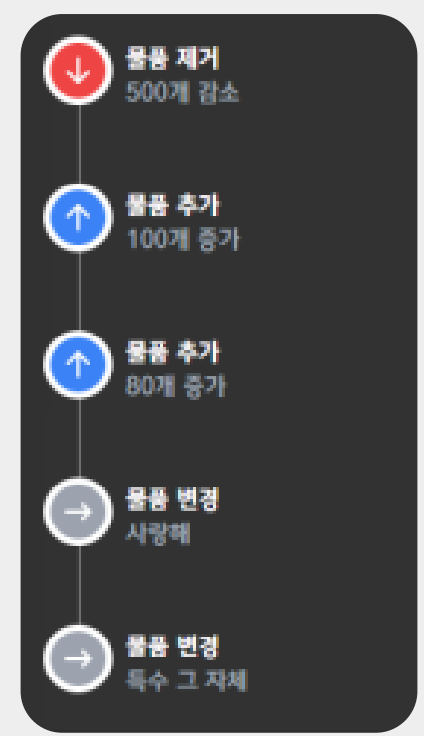 물품 제거
500개 감소
물품 추가
100개 증가
물품 추가
80개 증가
물품 변경
사랑해
물품 변경
특수 그 자체